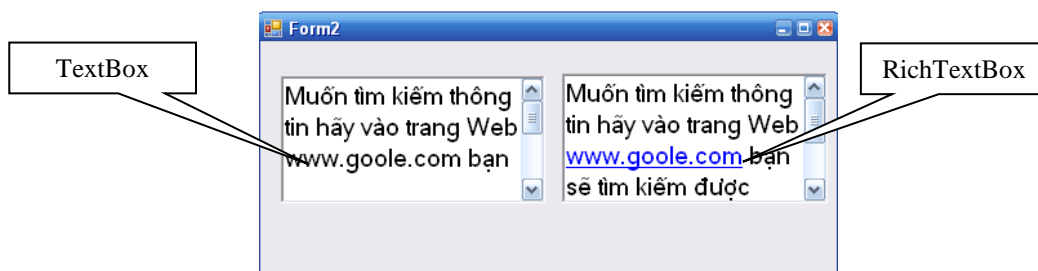 Form2
TextBox
RichTextBox
Muốn tìm kiếm thông
tin hãy vào trang Web
www.goole.com bạn
Muốn tìm kiếm thông
tin hãy vào trang Web
www.goole.com bạn
sẽ tìm kiếm được